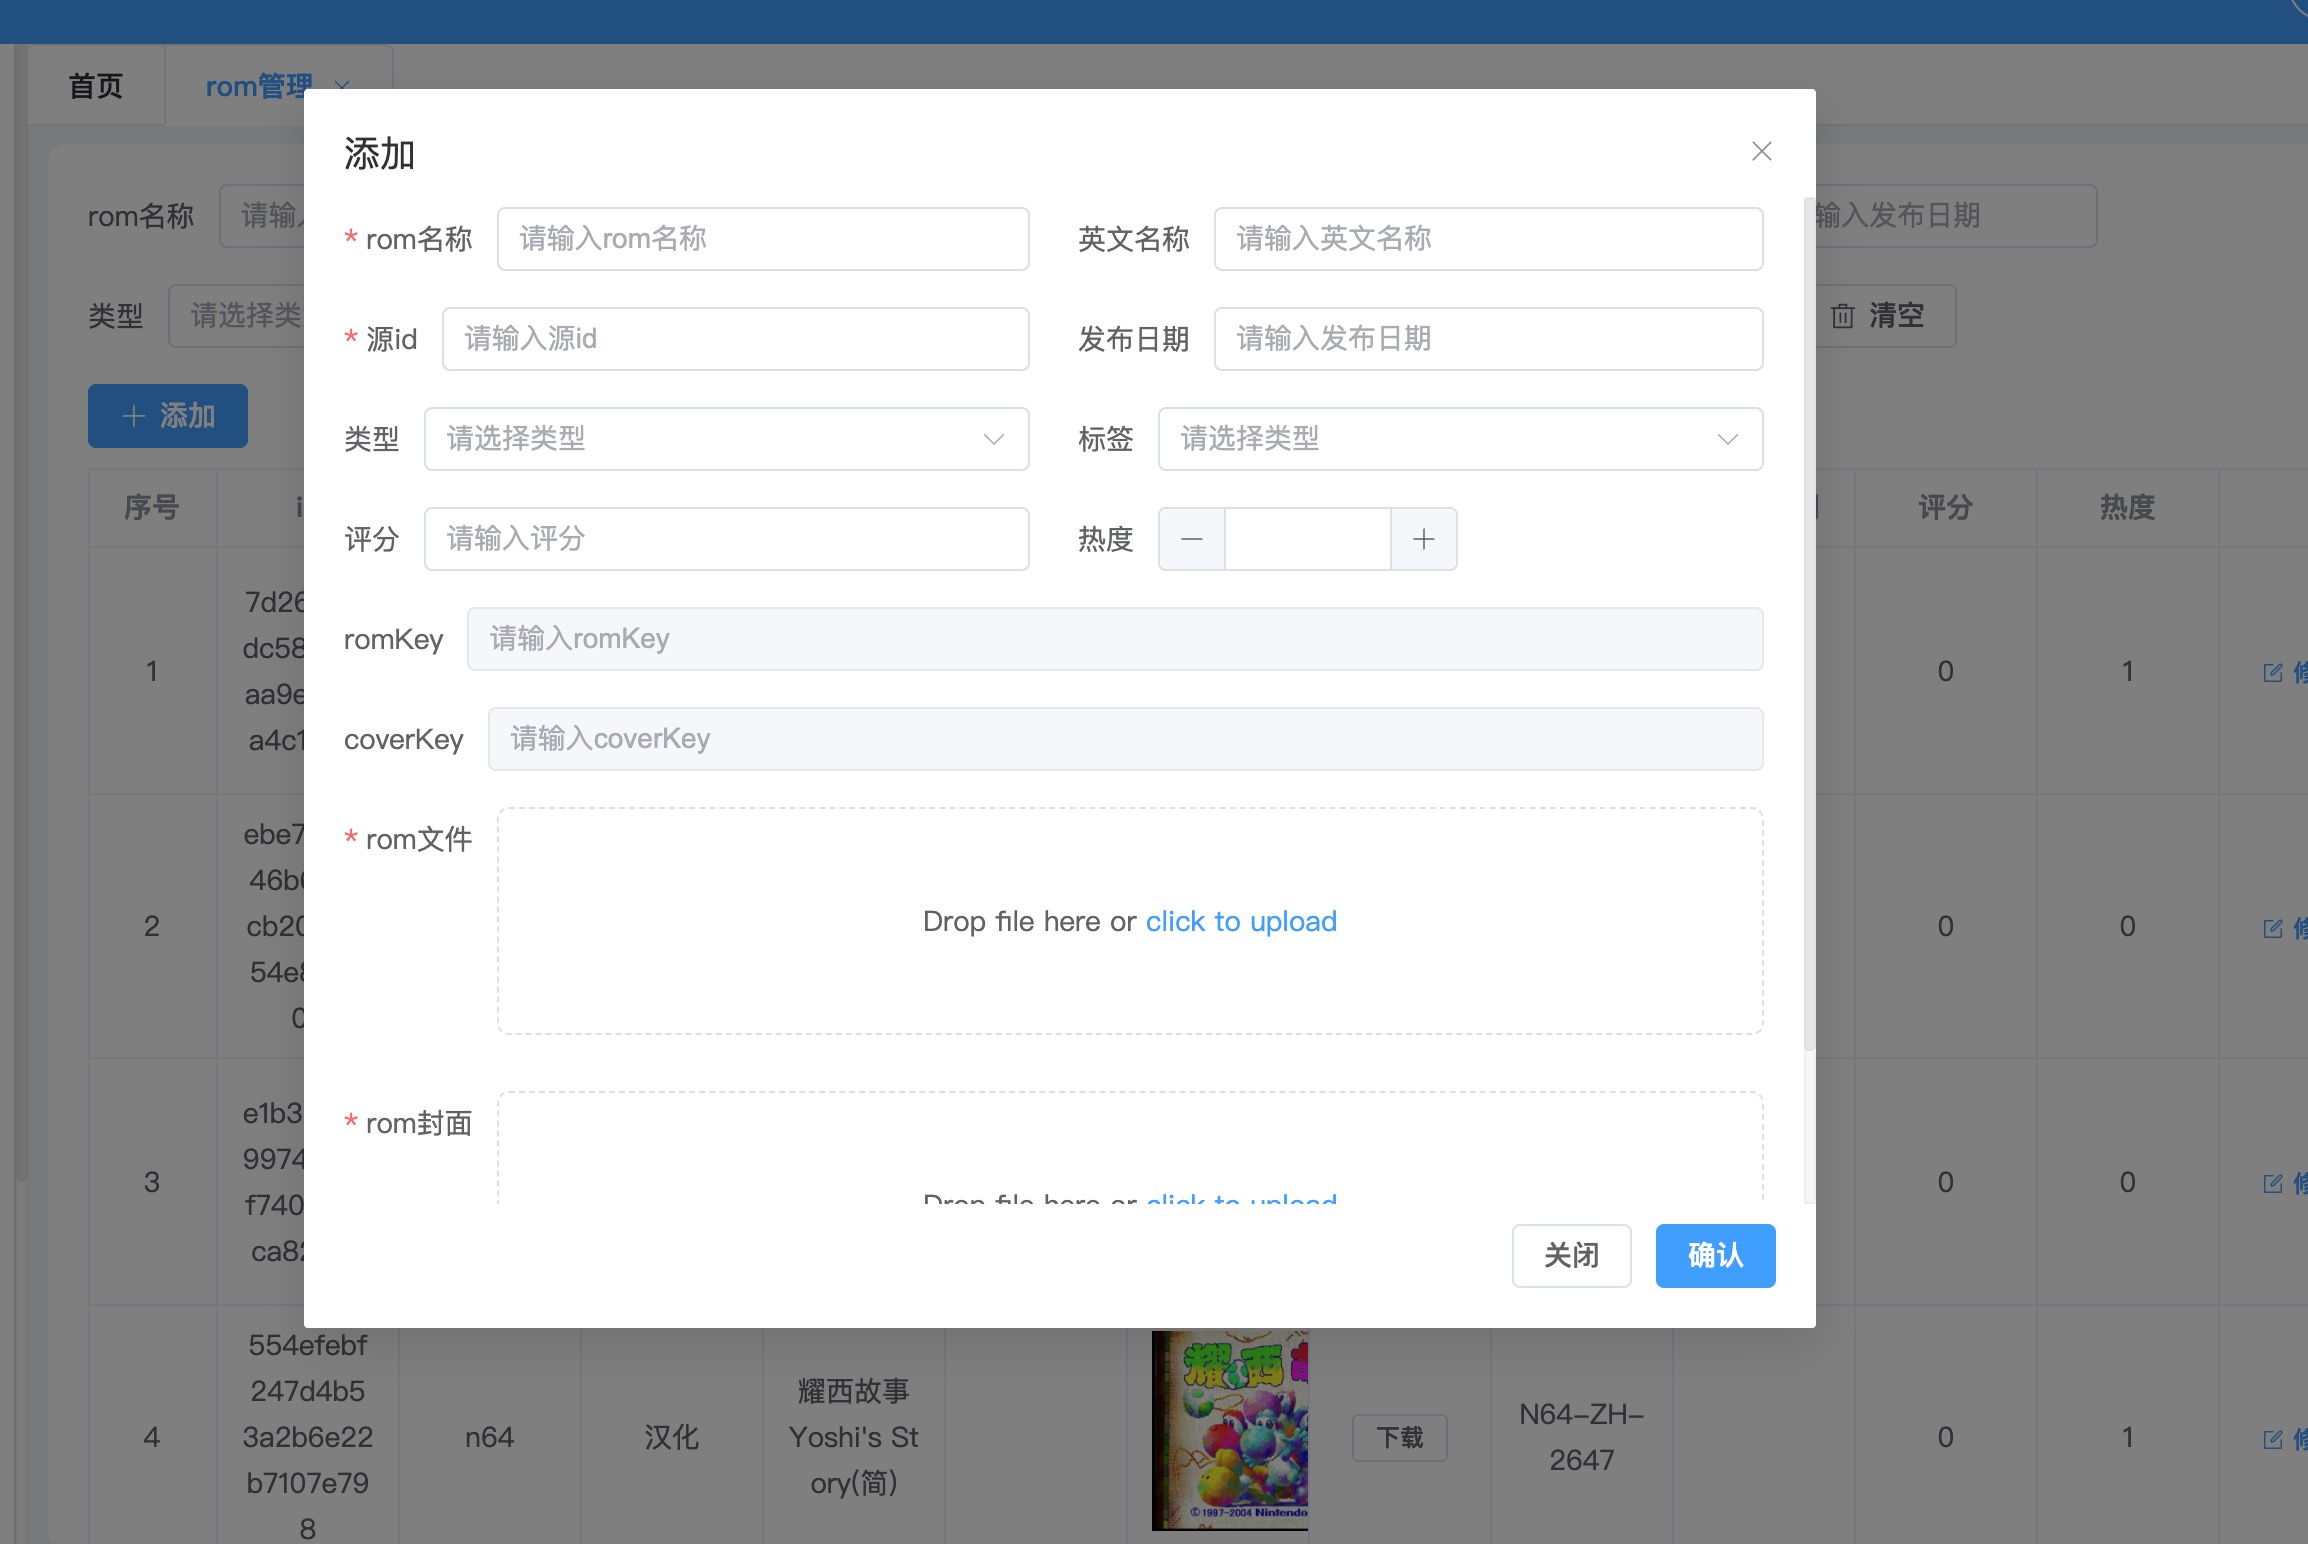 首页
rom管理
rom名称
请输
输入发布日期
类型
请选择类
清空
添加
序号
评分
热度
1
7d26
dc58
aa9e
a4c1
0
1
2
ebe7
46b6
cb20
54e8
0
0
3
e1b3
9974
f740
ca82
0
0
4
554efebf
247d4b5
3a2b6e22
b7107e79
8
n64
汉化
耀西故事
Yoshi's St
ory(简)
耀西
©1997-2004 Nintendo
下载
N64-ZH-
2647
0
1
添加
* rom名称
请输入rom名称
英文名称
请输入英文名称
* 源id
请输入源id
发布日期
请输入发布日期
类型
请选择类型
标签
请选择类型
评分
请输入评分
热度
romKey
请输入romKey
coverKey
请输入coverKey
* rom文件
Drop file here or click to upload
* rom封面
Drop file here or click to upload
关闭
确认